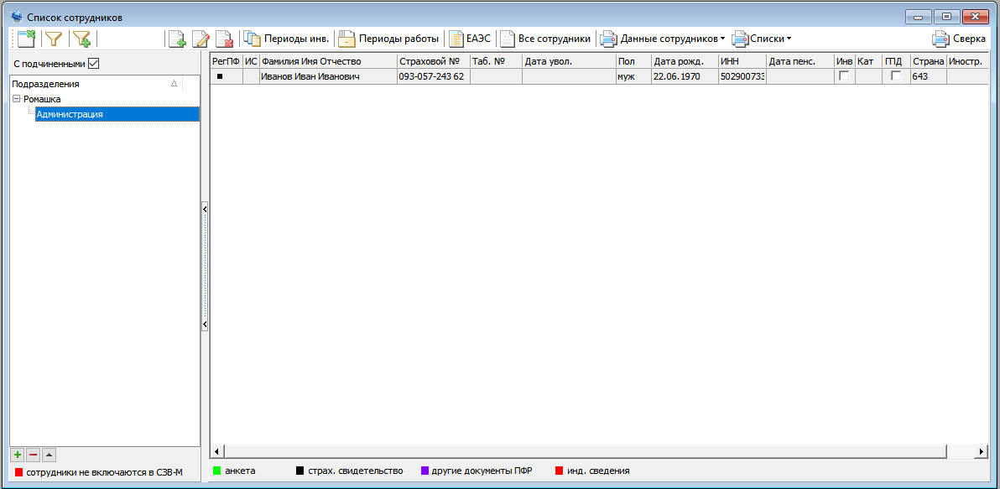 Список сотрудников
Периоды инв. Периоды работы ЕАЭС Все сотрудники Данные сотрудников Списки Сверка
С подчиненными
Подразделения
Ромашка
Администрация
РегПФ ИС Фамилия Имя Отчество Страховой № Таб. № Дата увол. Пол Дата рожд. ИНН Дата пенс. Инв Кат ГПД Страна Иностр.
Иванов Иван Иванович 093-057-243 62 муж 22.06.1970 502900733 643
сотрудники не включаются в СЗВ-М
анкета страх. свидетельство другие документы ПФР инд. сведения